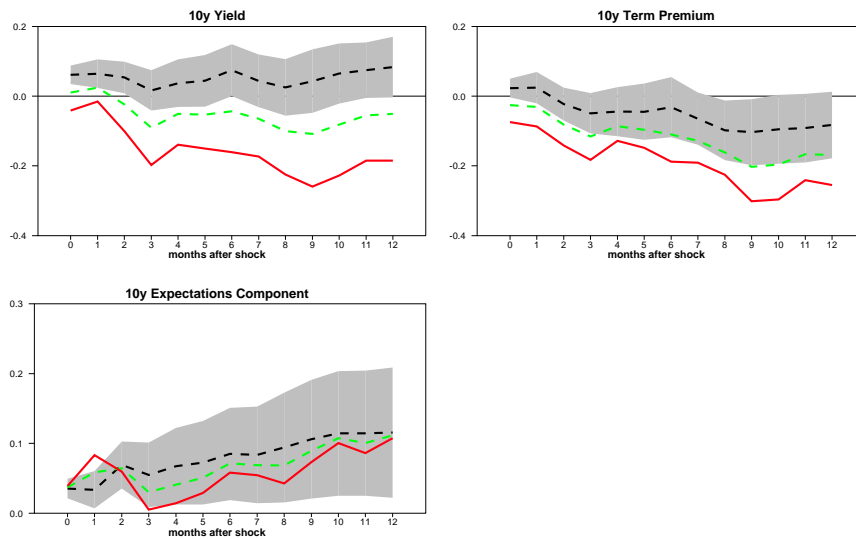 10y Yield
0.2
0.0
-0.2
-0.4
0 1 2 3 4 5 6 7 8 9 10 11 12
months after shock
10y Term Premium
0.2
0.0
-0.2
-0.4
0 1 2 3 4 5 6 7 8 9 10 11 12
months after shock
10y Expectations Component
0.3
0.2
0.1
0.0
0 1 2 3 4 5 6 7 8 9 10 11 12
months after shock